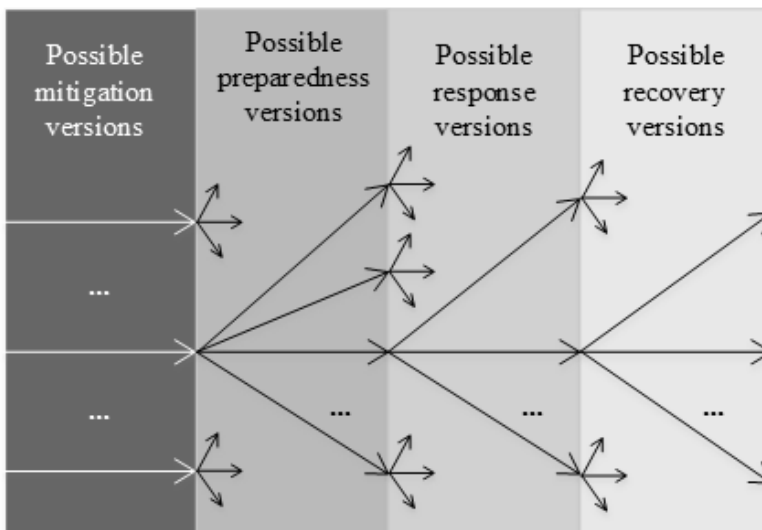 Possible
mitigation
versions
Possible
preparedness
versions
Possible
response
versions
Possible
recovery
versions
...
...
...
...
...